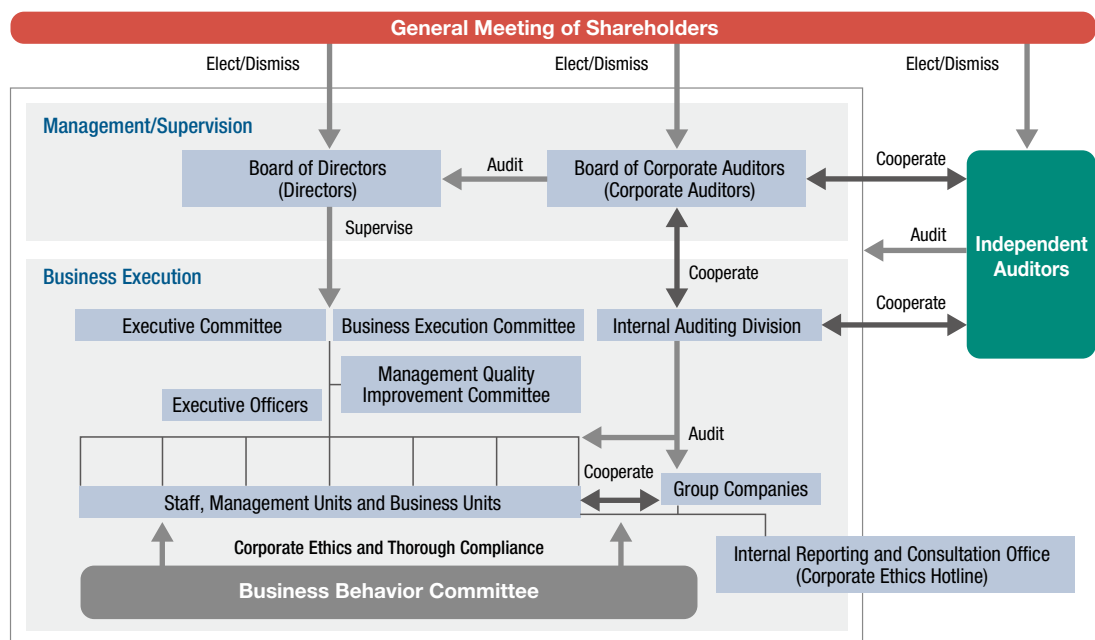 General Meeting of Shareholders
Elect/Dismiss
Elect/Dismiss
Elect/Dismiss
Management/Supervision
Board of Directors
(Directors)
Audit
Board of Corporate Auditors
(Corporate Auditors)
Cooperate
Supervise
Audit
Independent
Auditors
Business Execution
Cooperate
Cooperate
Executive Committee
Business Execution Committee
Internal Auditing Division
Management Quality
Improvement Committee
Executive Officers
Audit
Cooperate
Group Companies
Staff, Management Units and Business Units
Corporate Ethics and Thorough Compliance
Internal Reporting and Consultation Office
(Corporate Ethics Hotline)
Business Behavior Committee